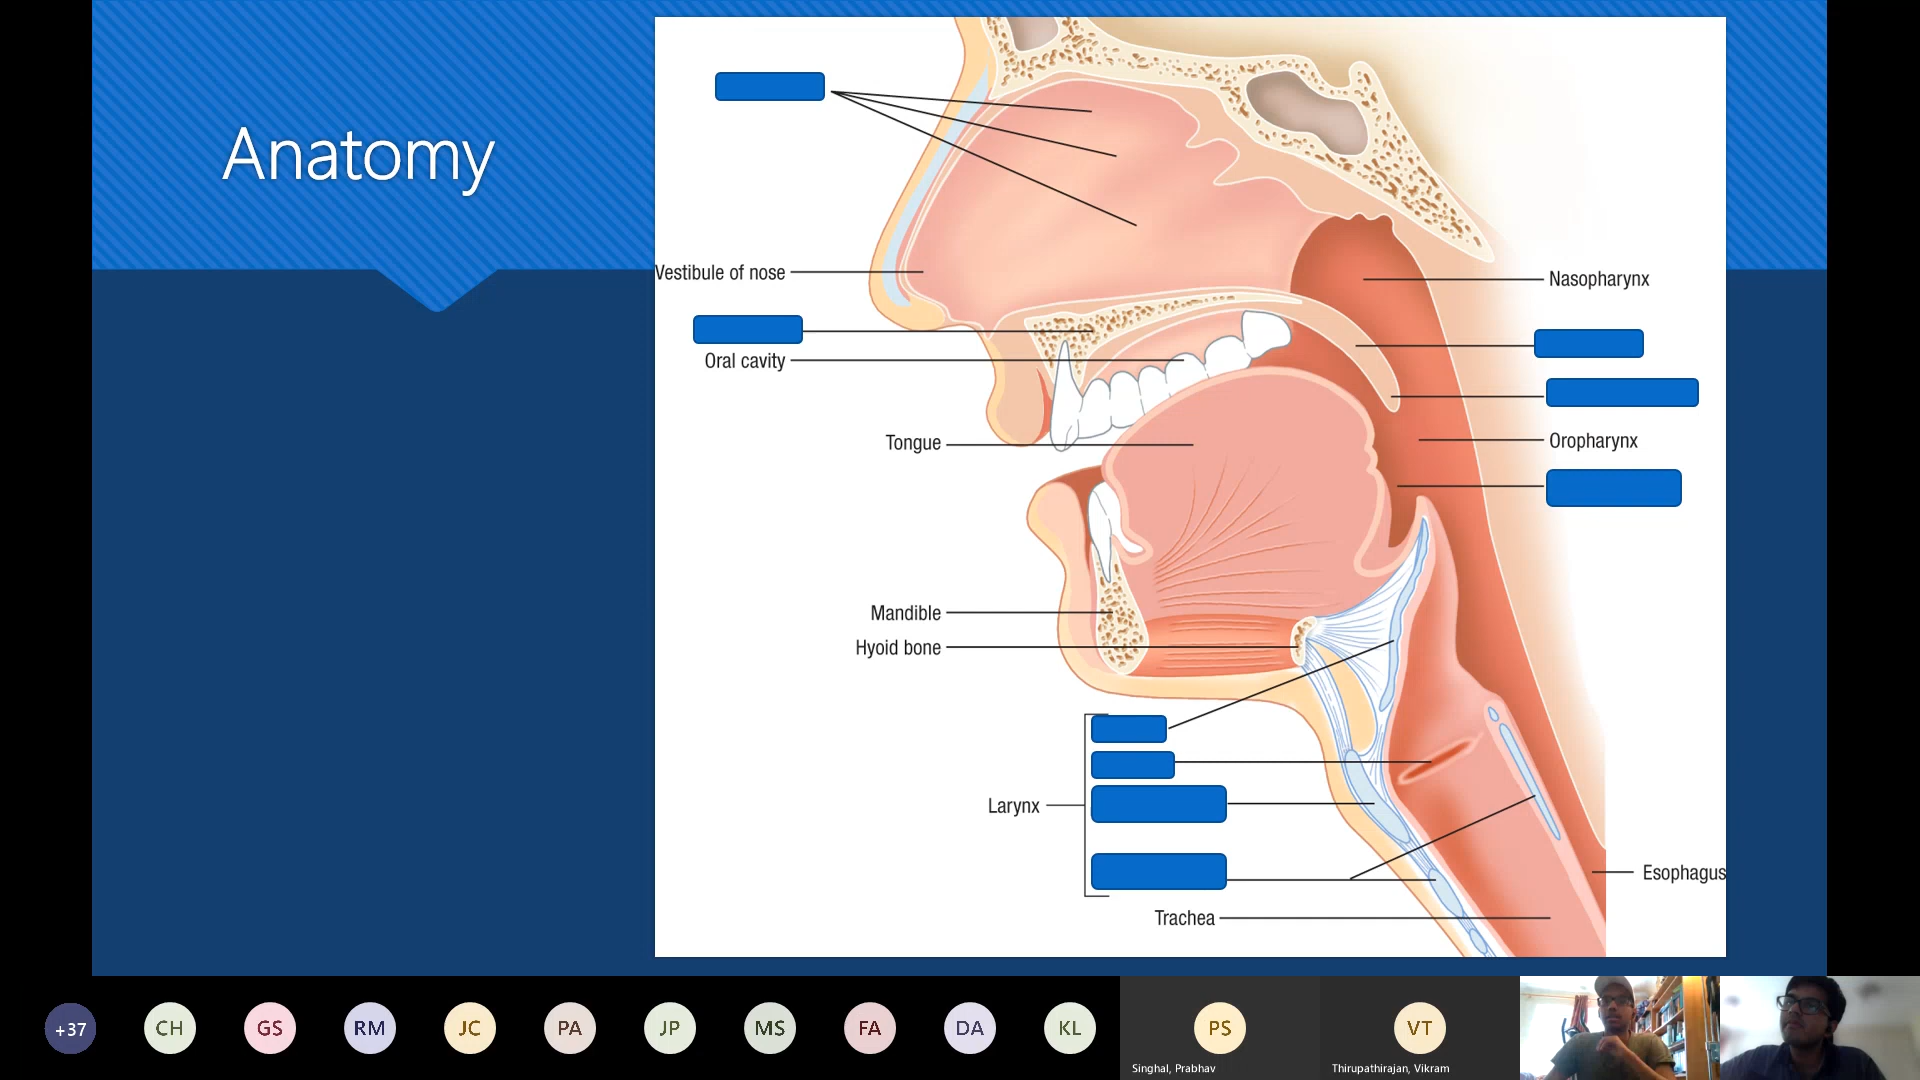 Anatomy
Vestibule of nose
Nasopharynx
Oral cavity
Tongue
Oropharynx
Mandible
Hyoid bone
Larynx
Esophagus
Trachea
+37
CH
GS
RM
JC
PA
JP
MS
FA
DA
KL
PS
VT
Singhal, Prabhav
Thirupathirajan, Vikram